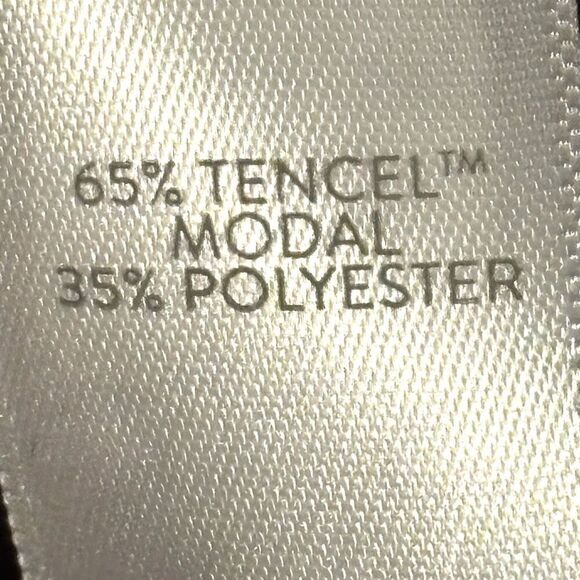 65% TENCEL™
MODAL
35% POLYESTER